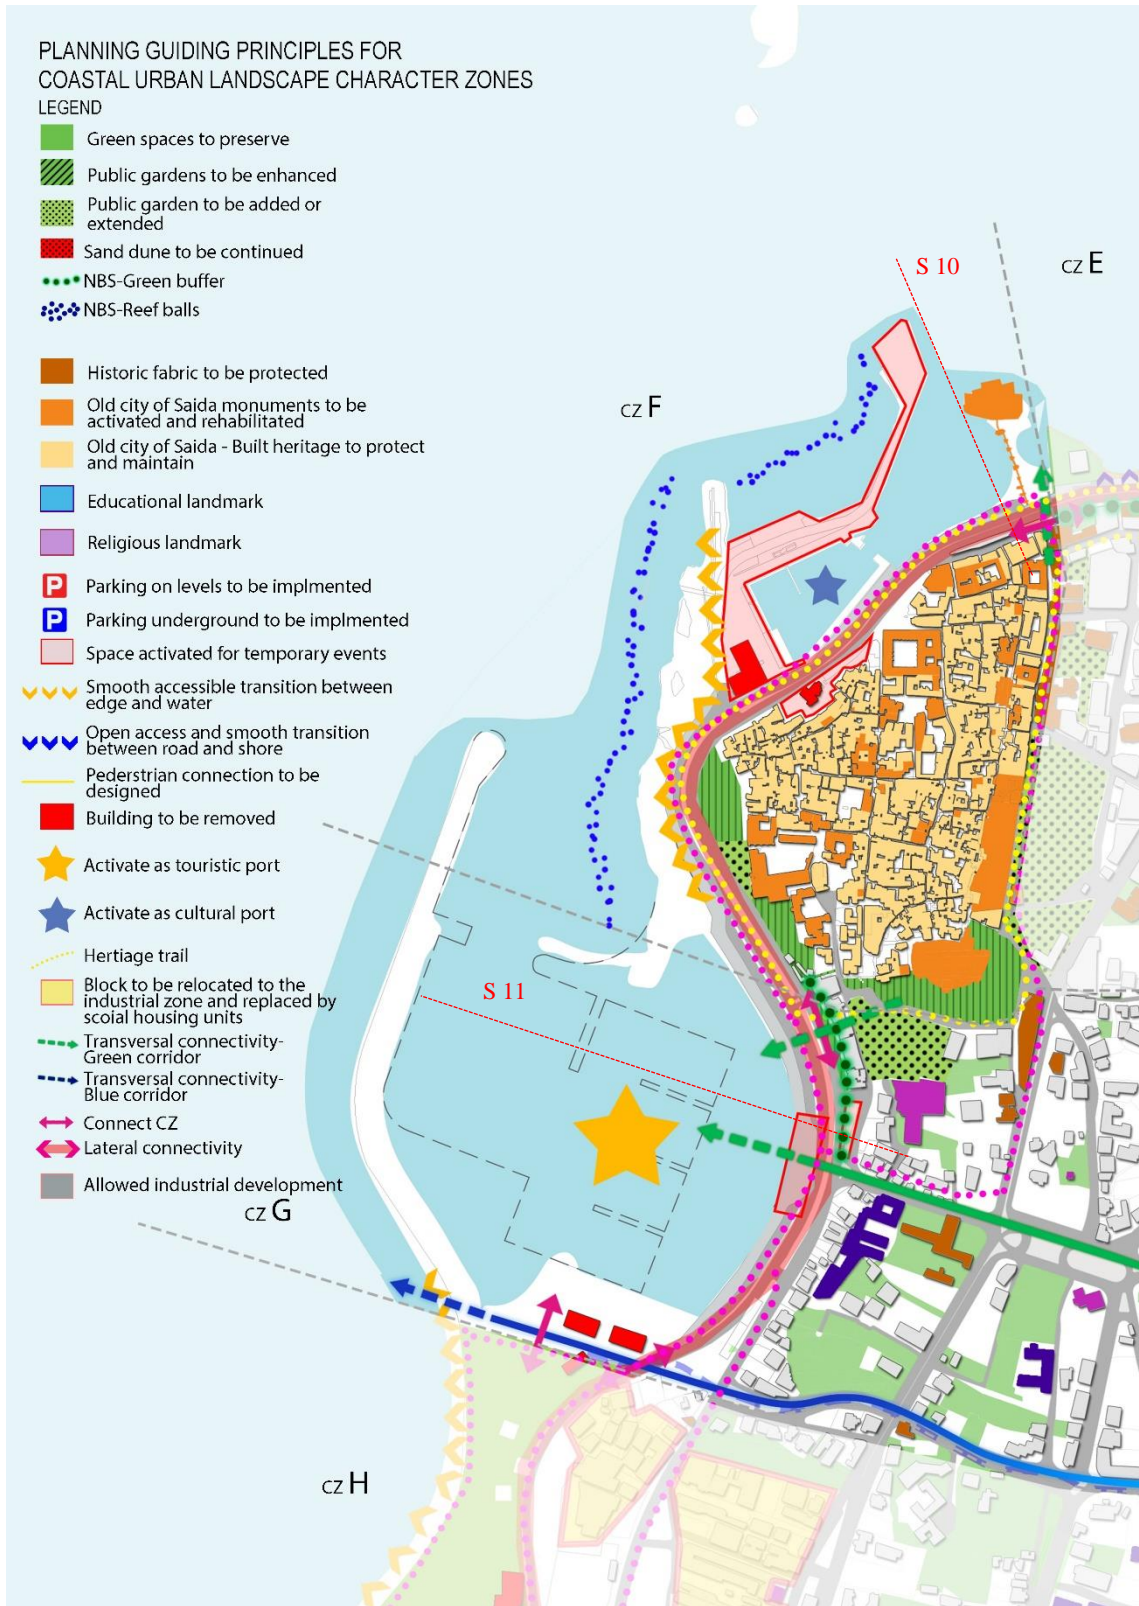 PLANNING GUIDING PRINCIPLES FOR
COASTAL URBAN LANDSCAPE CHARACTER ZONES
LEGEND
Green spaces to preserve
Public gardens to be enhanced
Public garden to be added or
extended
Sand dune to be continued
NBS-Green buffer
NBS-Reef balls
Historic fabric to be protected
Old city of Saida monuments to be
activated and rehabilitated
Old city of Saida - Built heritage to protect
and maintain
Educational landmark
Religious landmark
P Parking on levels to be implmented
P Parking underground to be implmented
Space activated for temporary events
Smooth accessible transition between
edge and water
Open access and smooth transition
between road and shore
Pederstrian connection to be
designed
Building to be removed
Activate as touristic port
Activate as cultural port
Hertiage trail
Block to be relocated to the
industrial zone and replaced by
scoial housing units
Transversal connectivity-
Green corridor
Transversal connectivity-
Blue corridor
Connect CZ
Lateral connectivity
Allowed industrial development
S 10
CZ E
CZ F
S 11
CZ G
CZ H